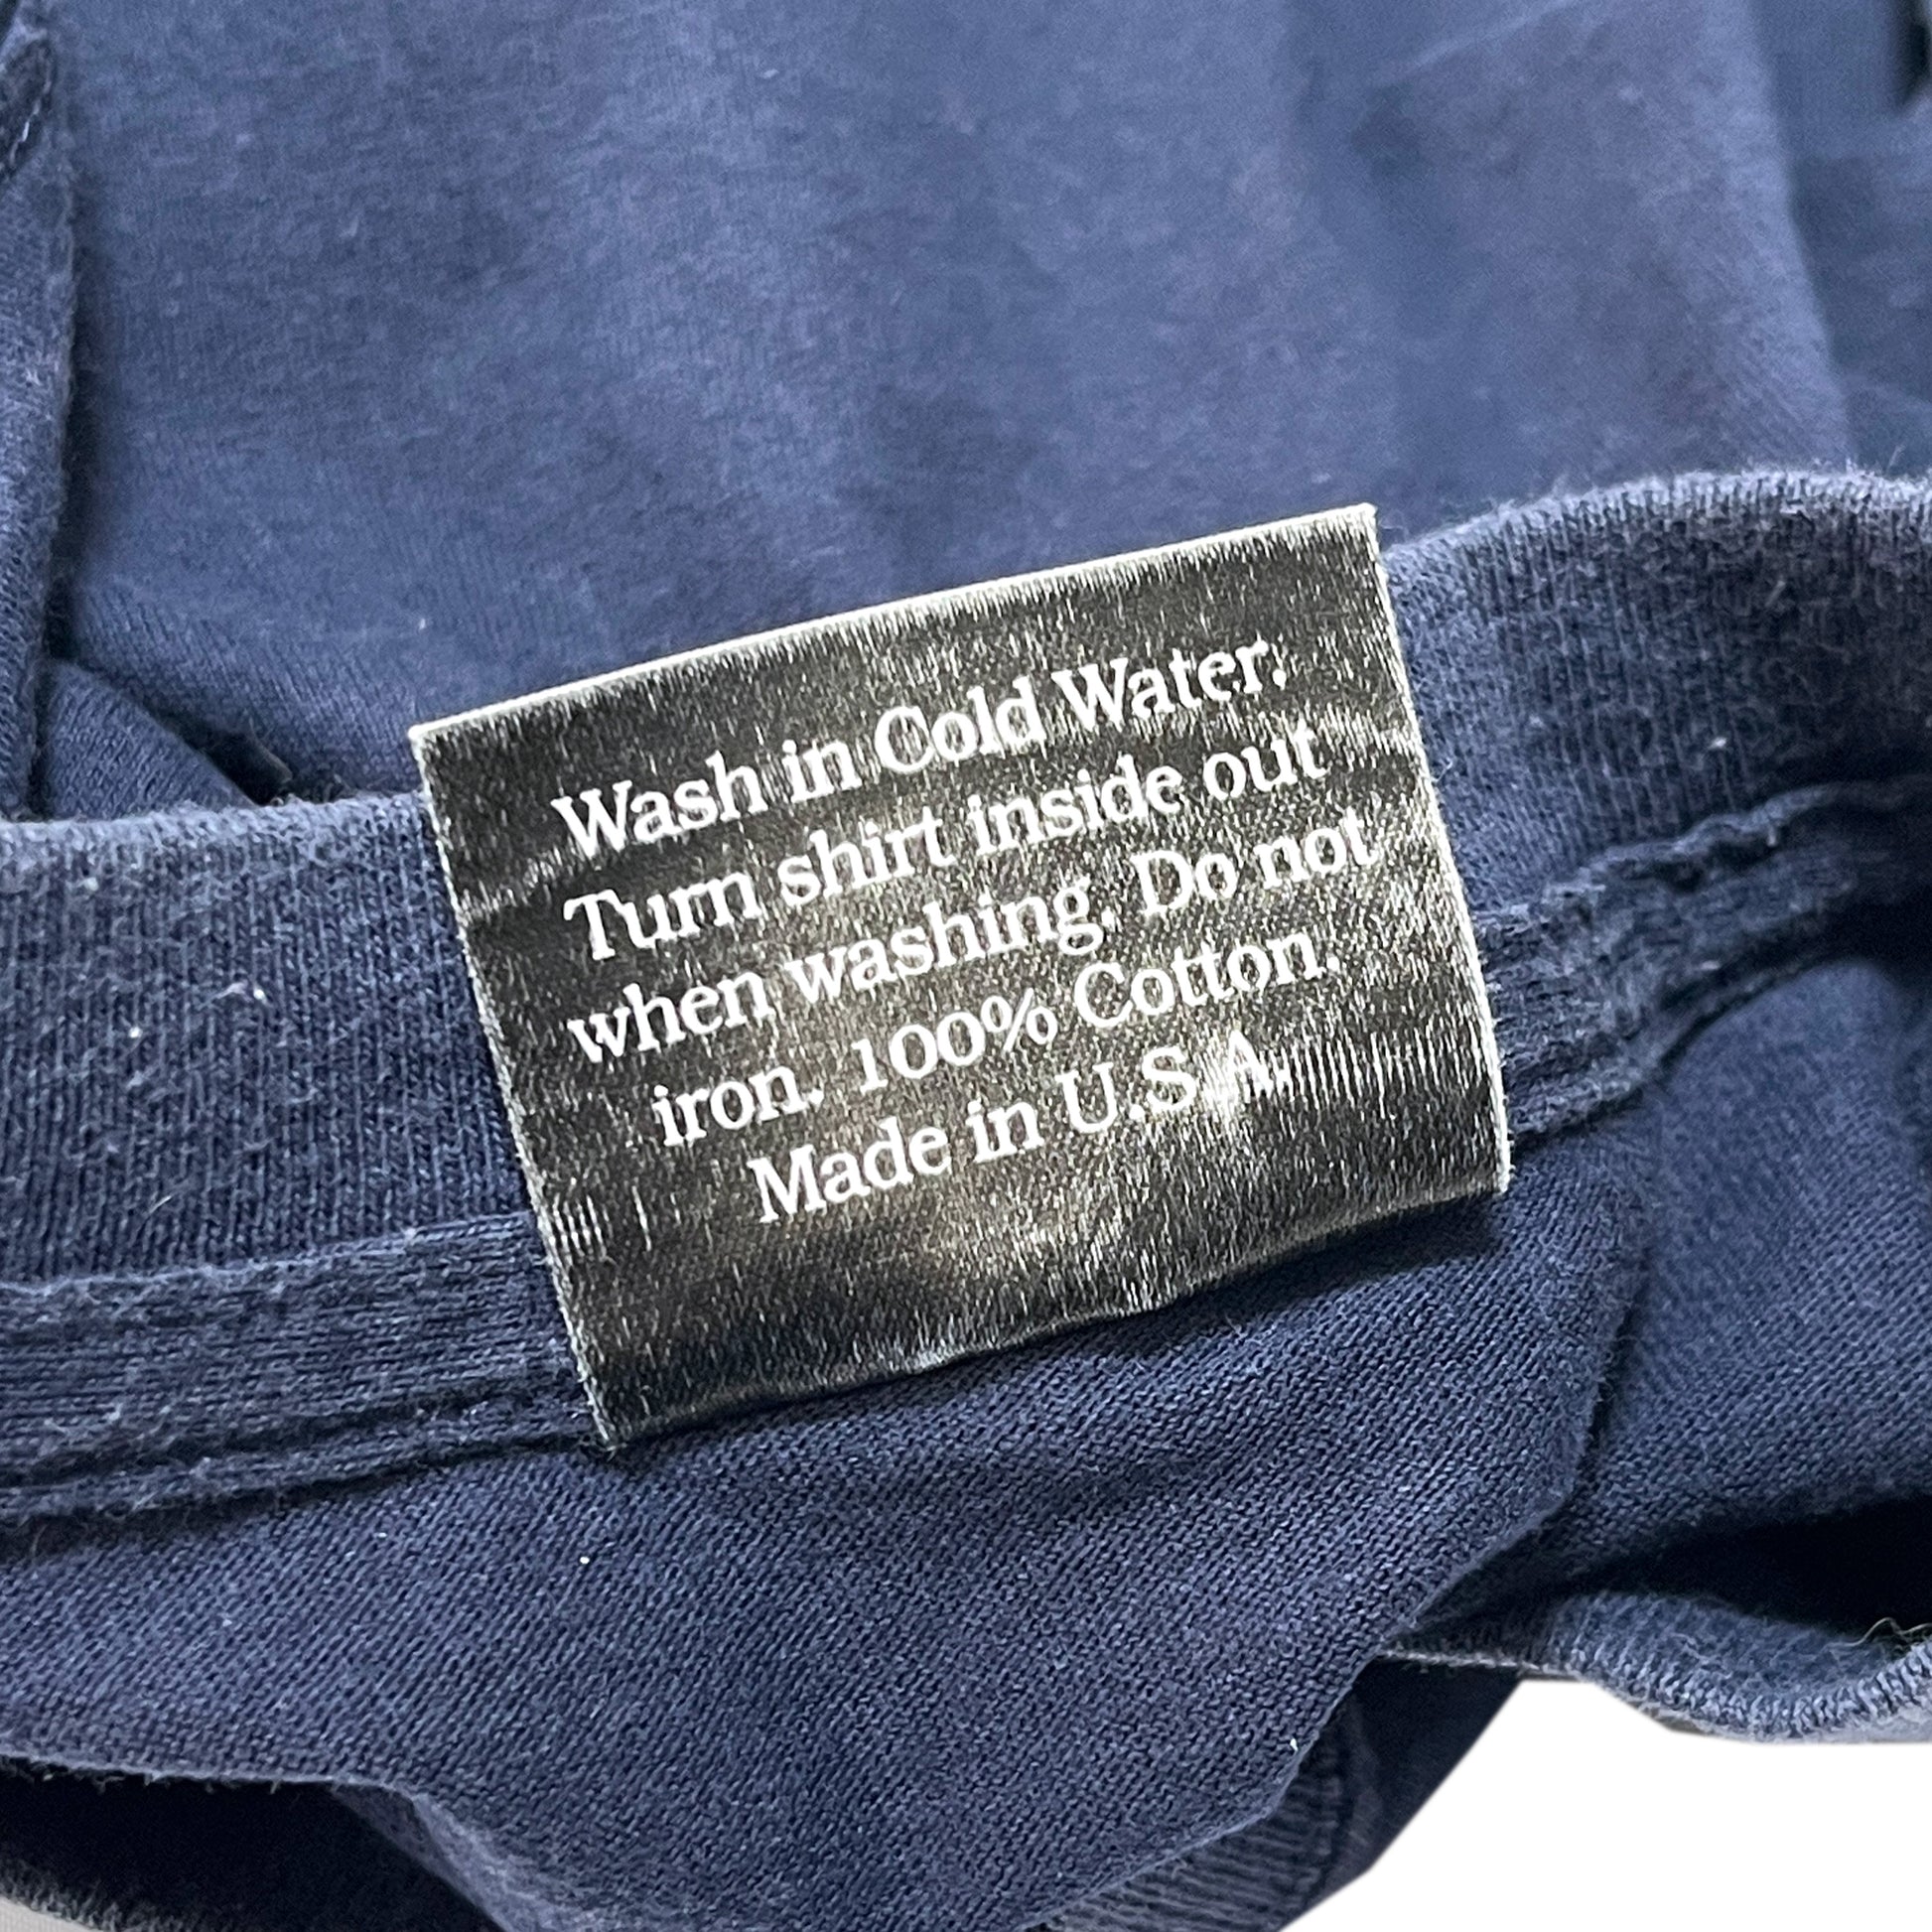 Wash in Cold Water.
Turn shirt inside out
when washing. Do not
iron. 100% Cotton.
Made in U.S.A.